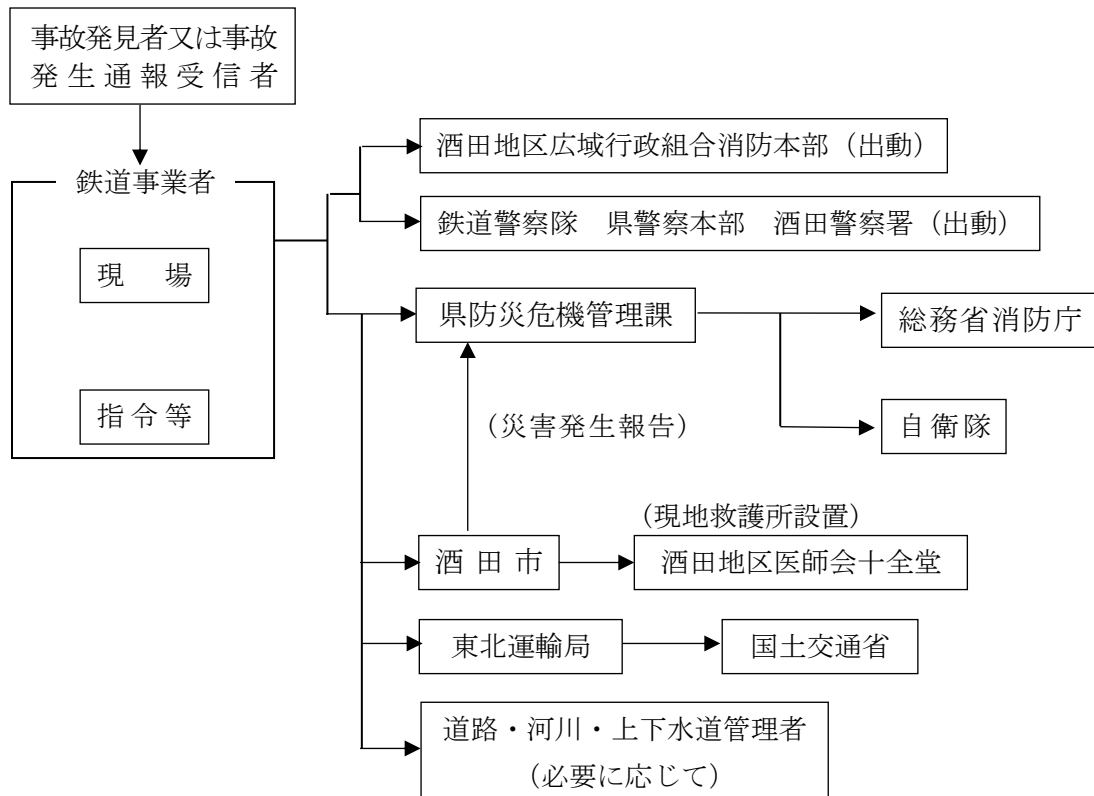 事故発見者又は事故
発生通報受信者
鉄道事業者
現　場
指令等
酒田地区広域行政組合消防本部（出動）
鉄道警察隊　県警察本部　酒田警察署（出動）
県防災危機管理課
総務省消防庁
自衛隊
（災害発生報告）
（現地救護所設置）
酒田市
酒田地区医師会十全堂
東北運輸局
国土交通省
道路・河川・上下水道管理者
（必要に応じて）